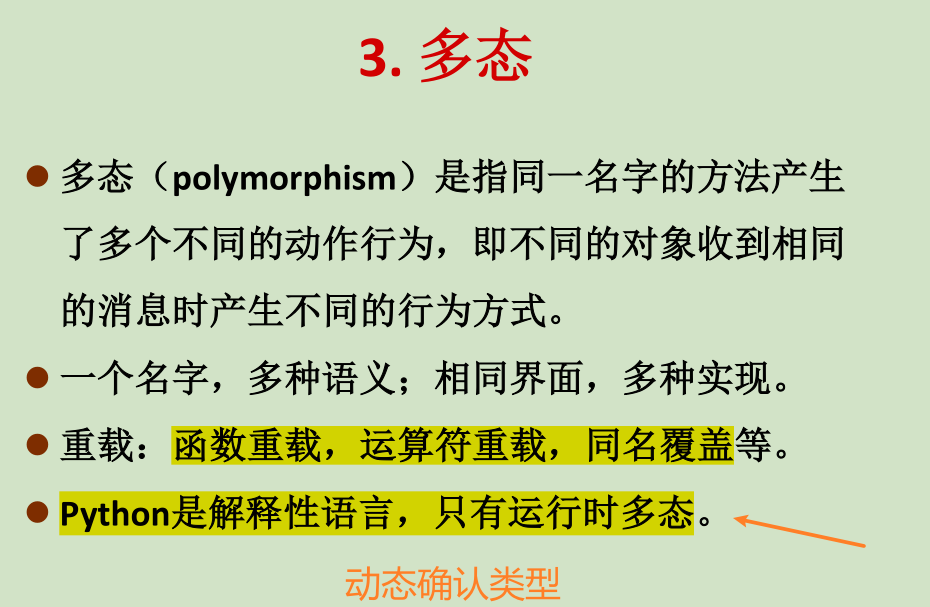 3. 多态
多态（polymorphism）是指同一名字的方法产生
了多个不同的动作行为，即不同的对象收到相同
的消息时产生不同的行为方式。
一个名字，多种语义；相同界面，多种实现。
重载：函数重载，运算符重载，同名覆盖等。
Python是解释性语言，只有运行时多态。
动态确认类型